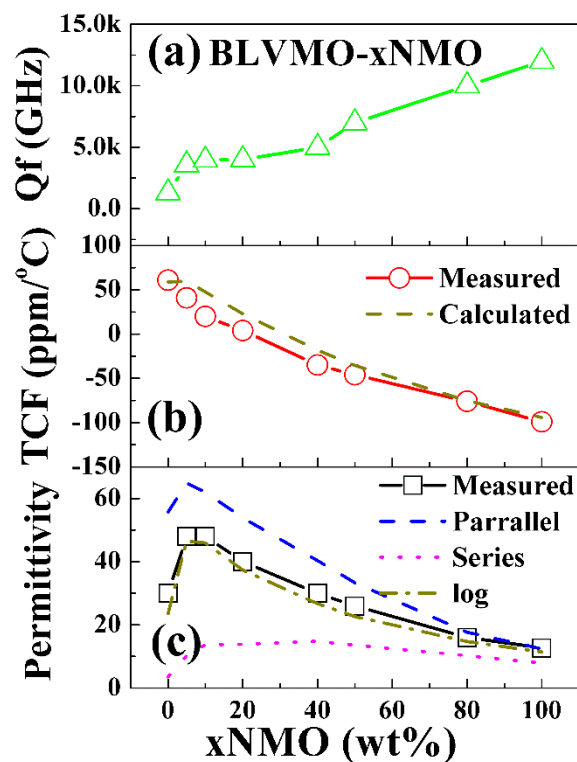 (a) BLVMO-xNMO
Qf (GHz)
15.0k
10.0k
5.0k
0.0
TCF (ppm/°C)
100
50
0
-50
-100
-150
Measured
Calculated
(b)
Permittivity
60
40
20
0
Measured
Parrallel
Series
log
(c)
0 20 40 60 80 100
xNMO (wt%)